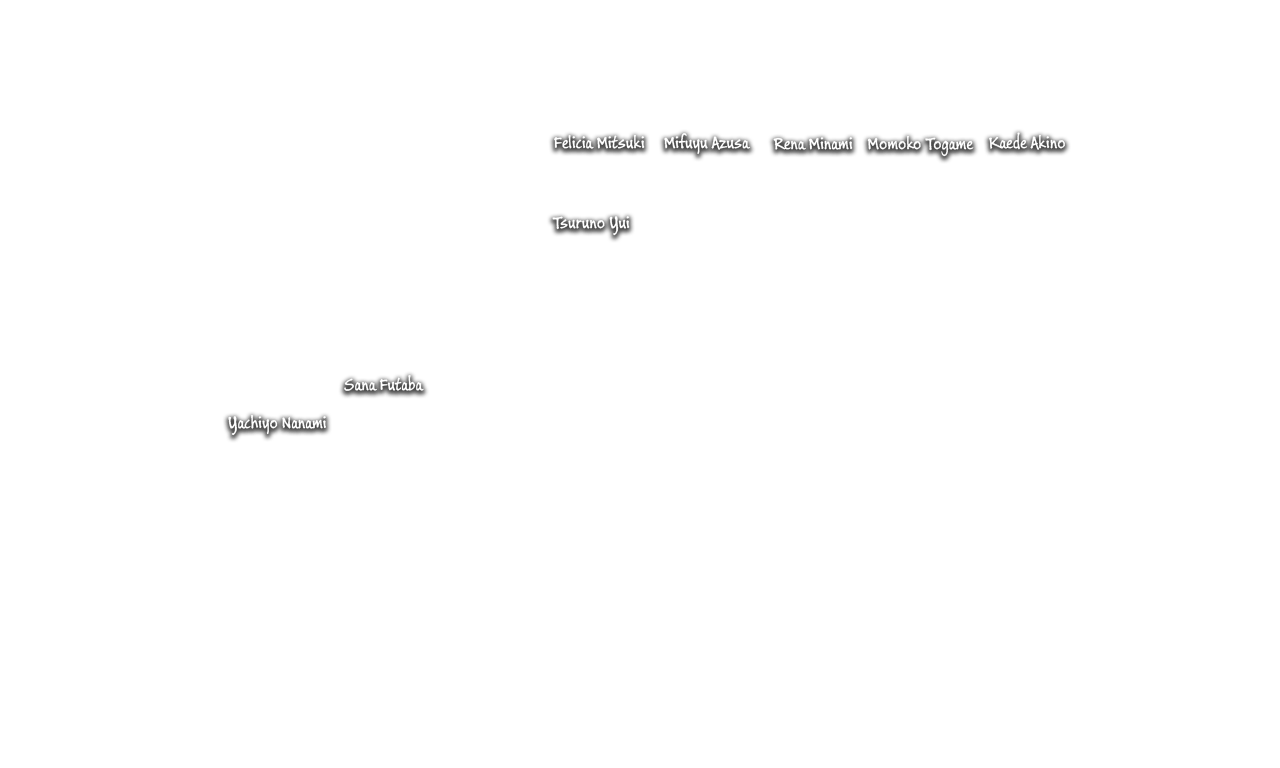 Felicia Mitsuki Mifuyu Azusa Rena Minami Momoko Togame Kaede Akino
Tsuruno Yui
Sana Futaba
Yachiyo Nanami